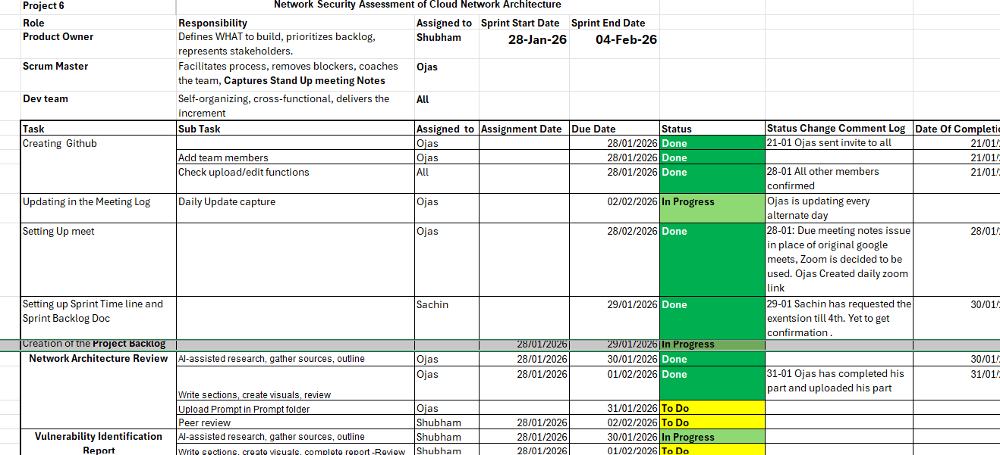 Project 6 Network Security Assessment of Cloud Network Architecture
Role Responsibility Assigned to Sprint Start Date Sprint End Date
Product Owner Defines WHAT to build, prioritizes backlog, Shubham 28-Jan-26 04-Feb-26
represents stakeholders.
Scrum Master Facilitates process, removes blockers, coaches Ojas
the team, Captures Stand Up meeting Notes
Dev team Self-organizing, cross-functional, delivers the All
increment
Task Sub Task Assigned to Assignment Date Due Date Status Status Change Comment Log Date Of Completi
Creating Github Ojas 28/01/2026 Done 21-01 Ojas sent invite to all 21/01/
Add team members Ojas 28/01/2026 Done 21/01/
Check upload/edit functions All 28/01/2026 Done 28-01 All other members 21/01/
confirmed
Updating in the Meeting Log Daily Update capture Ojas 02/02/2026 In Progress Ojas is updating every
alternate day
Setting Up meet Ojas 28/02/2026 Done 28-01: Due meeting notes issue 28/01/
in place of original google
meets, Zoom is decided to be
used. Ojas Created daily zoom
link
Setting up Sprint Time line and Sachin 29/01/2026 Done 29-01 Sachin has requested the 30/01/
Sprint Backlog Doc exentsion till 4th. Yet to get
confirmation .
Creation of the Project Backlog 28/01/2026 29/01/2026 In Progress
Network Architecture Review AI-assisted research, gather sources, outline Ojas 28/01/2026 30/01/2026 Done 30/01/
Ojas 28/01/2026 01/02/2026 Done 31-01 Ojas has completed his 31/01/
part and uploaded his part
Write sections, create visuals, review
Upload Prompt in Prompt folder Ojas 31/01/2026 To Do
Peer review Shubham 28/01/2026 02/02/2026 To Do
Vulnerability Identification AI-assisted research, gather sources, outline Shubham 28/01/2026 30/01/2026 In Progress
Report Write sections, create visuals, complete report -Review Shubham 28/01/2026 01/02/2026 To Do